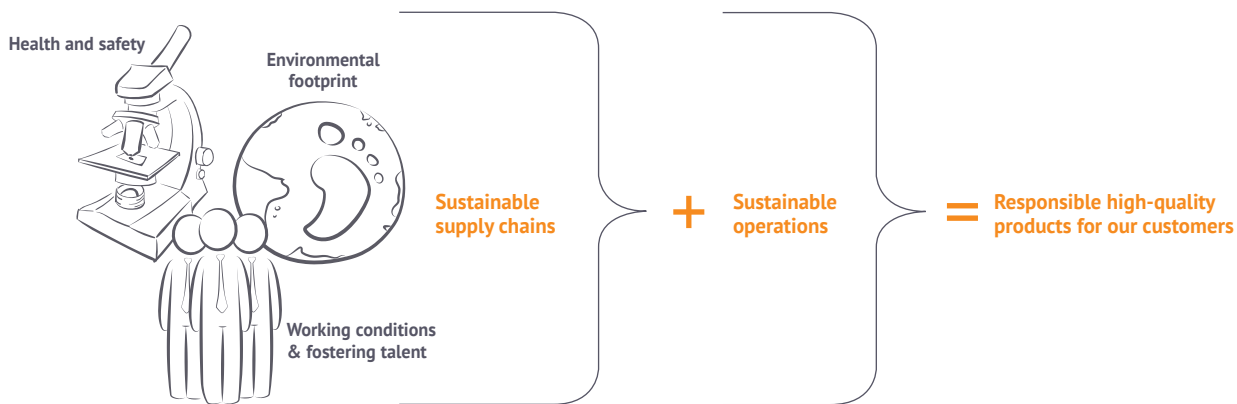 Health and safety
Environmental
footprint
Working conditions
& fostering talent
Sustainable
supply chains
+
Sustainable
operations
=
Responsible high-quality
products for our customers